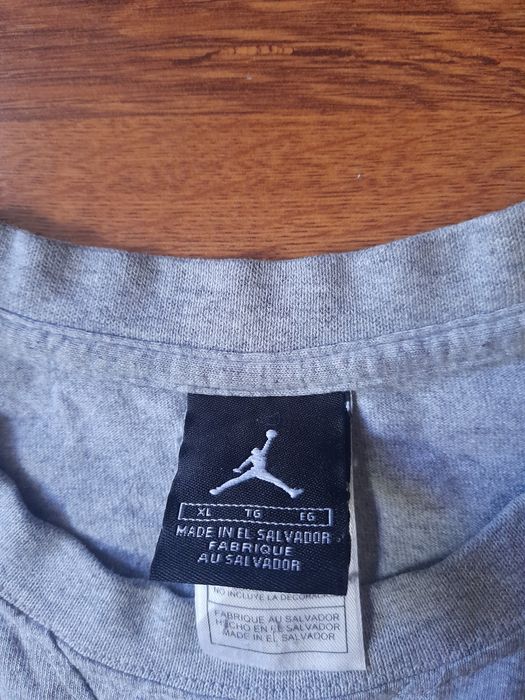 XL TG EG
MADE IN EL SALVADOR
FABRIQUE
AU SALVADOR
NO INCLUYE LA DECORADA
FABRIQUE AU SALVADOR
HECHO EN EL SALVADOR
MADE IN EL SALVADOR